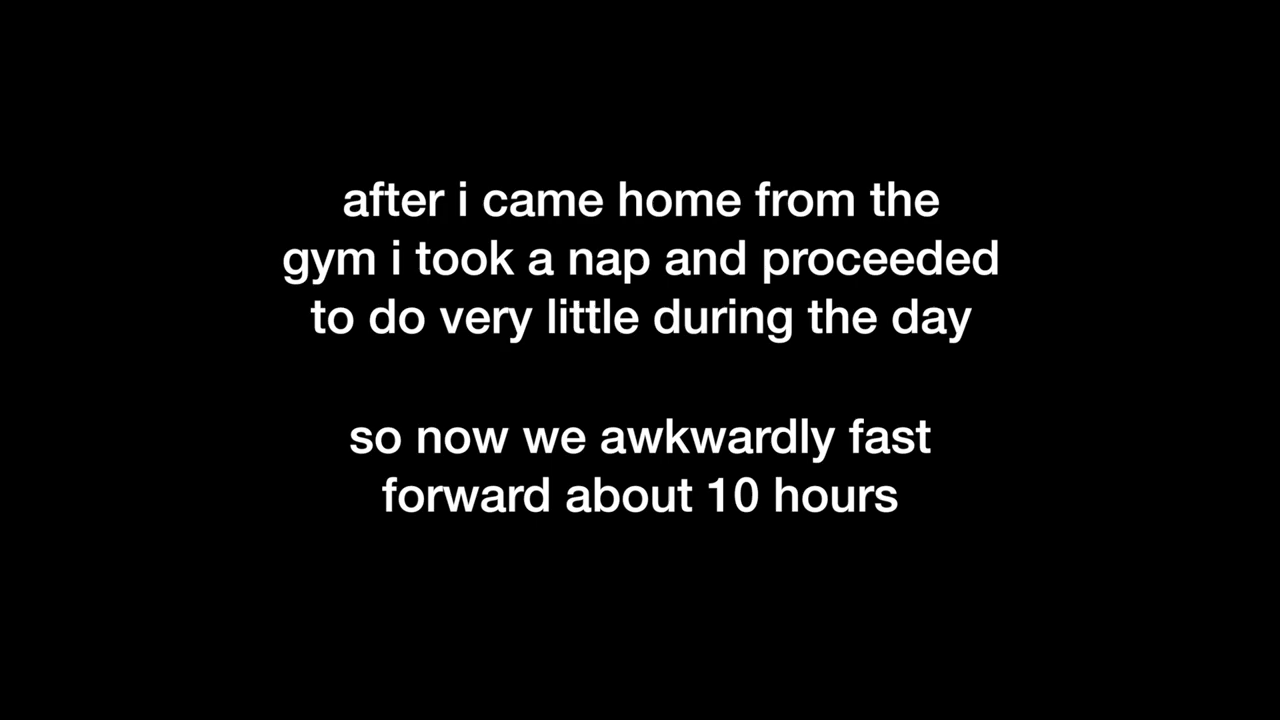 after i came home from the
gym i took a nap and proceeded
to do very little during the day
so now we awkwardly fast
forward about 10 hours